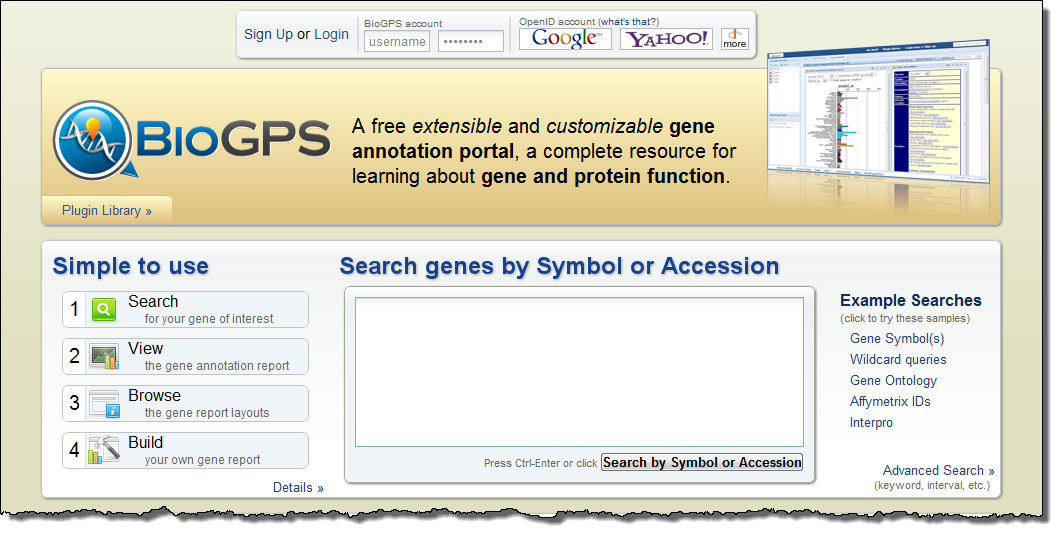 Sign Up or Login
BioGPS account
username
OpenID account (what's that?)
Google™
YAHOO!
more
BioGPS
A free extensible and customizable gene
annotation portal, a complete resource for
learning about gene and protein function.
Plugin Library »
Simple to use
1 Search
for your gene of interest
2 View
the gene annotation report
3 Browse
the gene report layouts
4 Build
your own gene report
Details »
Search genes by Symbol or Accession
Press Ctrl-Enter or click Search by Symbol or Accession
Example Searches
(click to try these samples)
Gene Symbol(s)
Wildcard queries
Gene Ontology
Affymetrix IDs
Interpro
Advanced Search »
(keyword, interval, etc.)